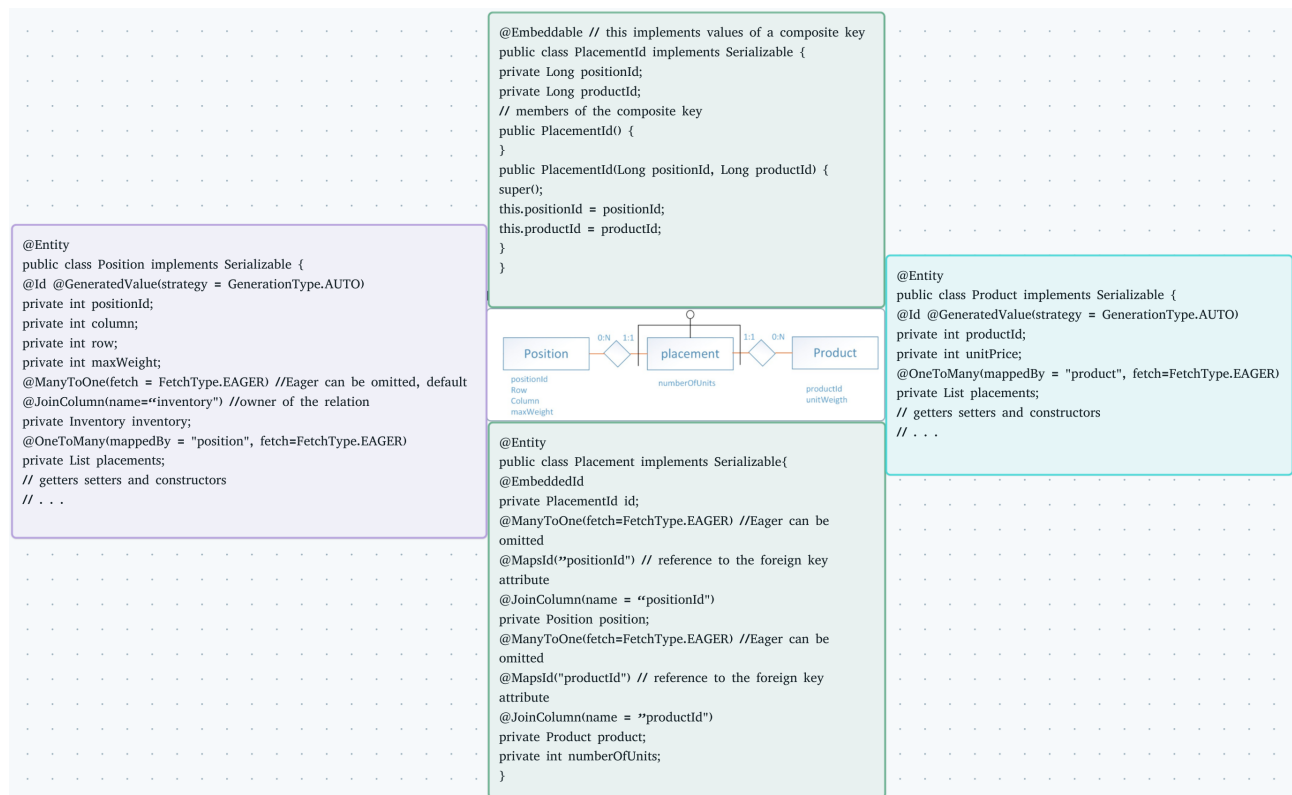 @Embeddable // this implements values of a composite key
public class PlacementId implements Serializable {
private Long positionId;
private Long productId;
// members of the composite key
public PlacementId() {
}
public PlacementId(Long positionId, Long productId) {
super();
this.positionId = positionId;
this.productId = productId;
}
}
@Entity
public class Position implements Serializable {
@Id @GeneratedValue(strategy = GenerationType.AUTO)
private int positionId;
private int column;
private int row;
private int maxWeight;
@ManyToOne(fetch = FetchType.EAGER) //Eager can be omitted, default
@JoinColumn(name=“inventory") //owner of the relation
private Inventory inventory;
@OneToMany(mappedBy = "position", fetch=FetchType.EAGER)
private List placements;
// getters setters and constructors
// . . .
0:N 1:1 1:1 0:N
Position placement Product
positionId
Row
Column
maxWeight
numberOfUnits
productId
unitWeigth
@Entity
public class Product implements Serializable {
@Id @GeneratedValue(strategy = GenerationType.AUTO)
private int productId;
private int unitPrice;
@OneToMany(mappedBy = "product", fetch=FetchType.EAGER)
private List placements;
// getters setters and constructors
// . . .
@Entity
public class Placement implements Serializable{
@EmbeddedId
private PlacementId id;
@ManyToOne(fetch=FetchType.EAGER) //Eager can be
omitted
@MapsId(”positionId") // reference to the foreign key
attribute
@JoinColumn(name = “positionId")
private Position position;
@ManyToOne(fetch=FetchType.EAGER) //Eager can be
omitted
@MapsId("productId") // reference to the foreign key
attribute
@JoinColumn(name = ”productId")
private Product product;
private int numberOfUnits;
}